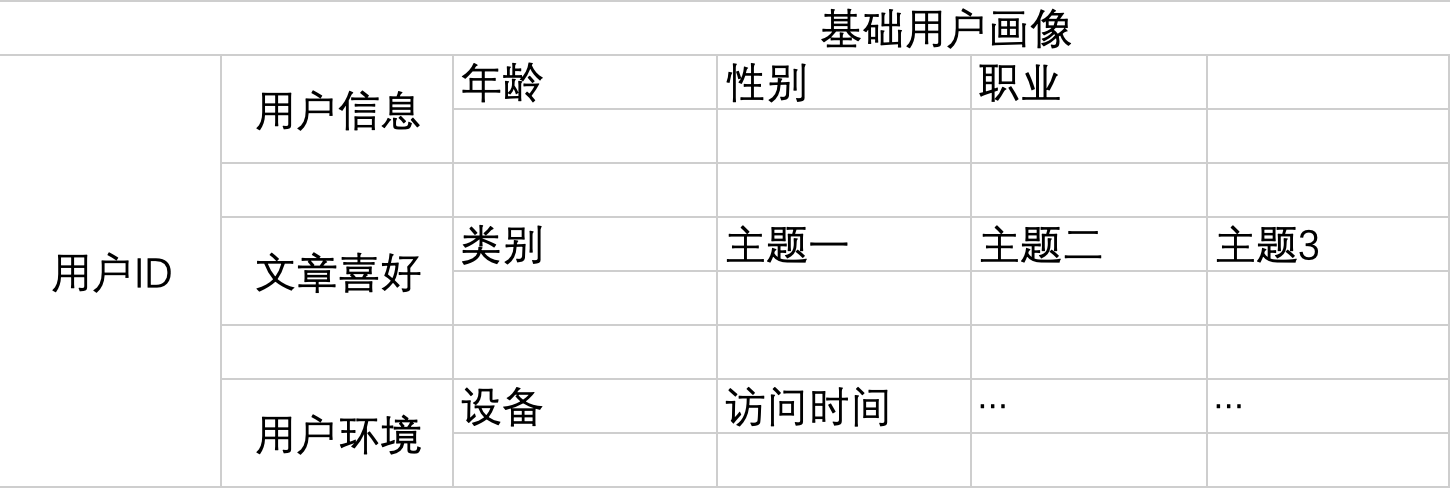 基础用户画像
用户ID
用户信息
年龄 性别 职业
文章喜好
类别 主题一 主题二 主题3
用户环境
设备 访问时间 ... ...